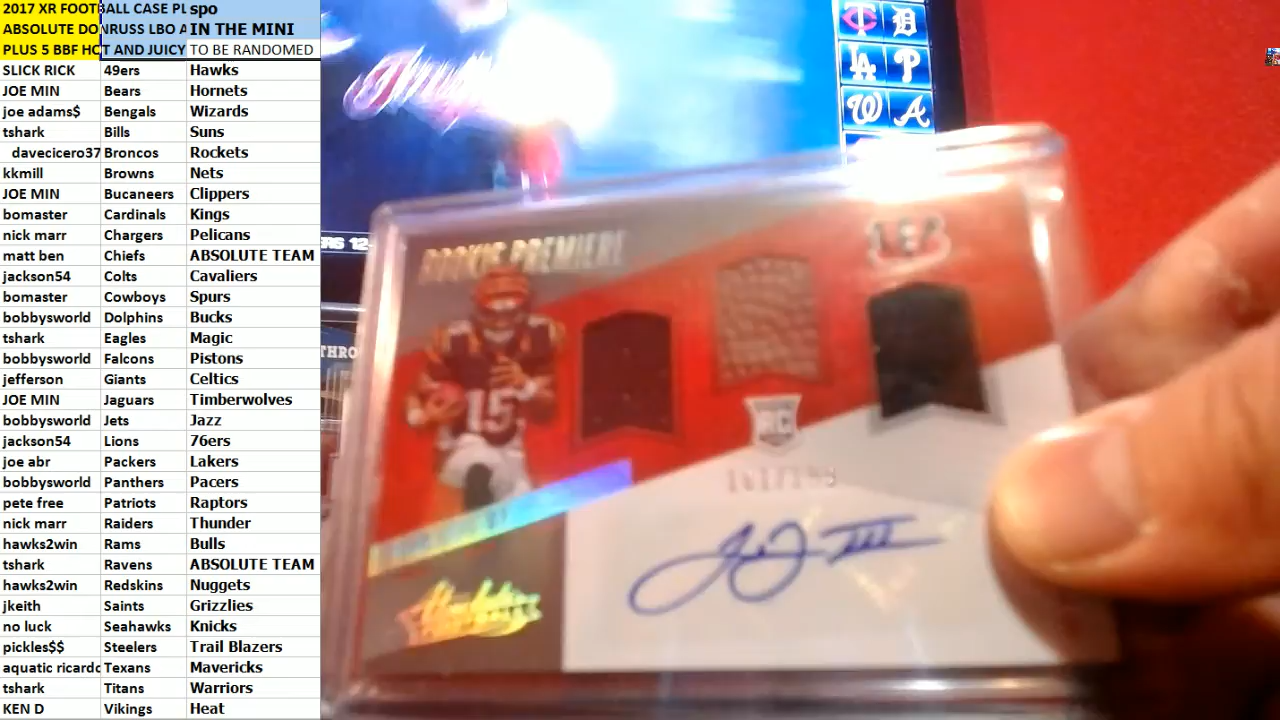 2017 XR FOOTBALL CASE PL spo
ABSOLUTE DONRUSS LBO A IN THE MINI
PLUS 5 BBF HOT AND JUICY TO BE RANDOMED
SLICK RICK 49ers Hawks
JOE MIN Bears Hornets
joe adams$ Bengals Wizards
tshark Bills Suns
davecicero37 Broncos Rockets
kkmill Browns Nets
JOE MIN Bucaneers Clippers
bomaster Cardinals Kings
nick marr Chargers Pelicans
matt ben Chiefs ABSOLUTE TEAM
jackson54 Colts Cavaliers
bomaster Cowboys Spurs
bobbysworld Dolphins Bucks
tshark Eagles Magic
bobbysworld Falcons Pistons
jefferson Giants Celtics
JOE MIN Jaguars Timberwolves
bobbysworld Jets Jazz
jackson54 Lions 76ers
joe abr Packers Lakers
bobbysworld Panthers Pacers
pete free Patriots Raptors
nick marr Raiders Thunder
hawks2win Rams Bulls
tshark Ravens ABSOLUTE TEAM
hawks2win Redskins Nuggets
jkeith Saints Grizzlies
no luck Seahawks Knicks
pickles$$ Steelers Trail Blazers
aquatic ricardo Texans Mavericks
tshark Titans Warriors
KEN D Vikings Heat
ROOKIE PREMIERE
15
RC
Absolute
THRO
LA
P
W
A
D
TC